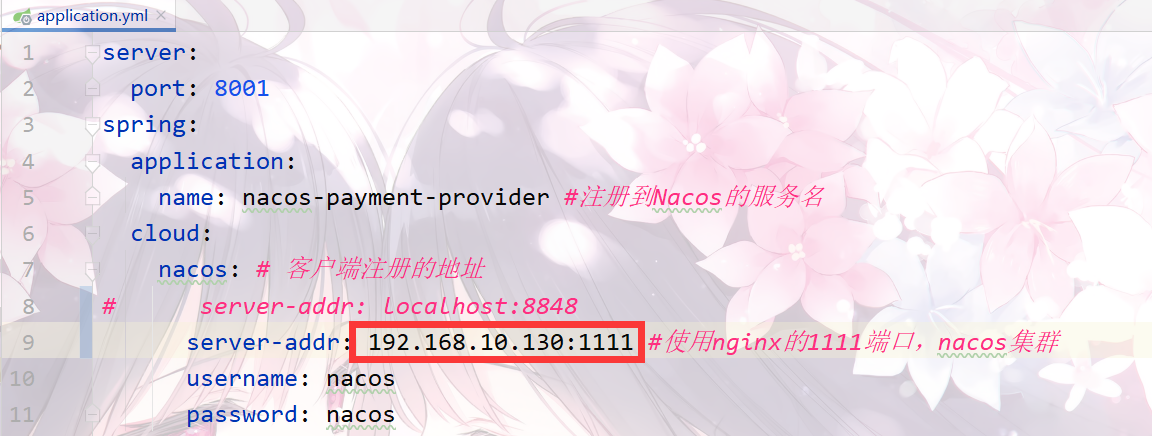 application.yml
1 server:
2 port: 8001
3 spring:
4 application:
5 name: nacos-payment-provider #注册到Nacos的服务名
6 cloud:
7 nacos: # 客户端注册的地址
8 # server-addr: localhost:8848
9 server-addr: 192.168.10.130:1111 #使用nginx的1111端口，nacos集群
10 username: nacos
11 password: nacos